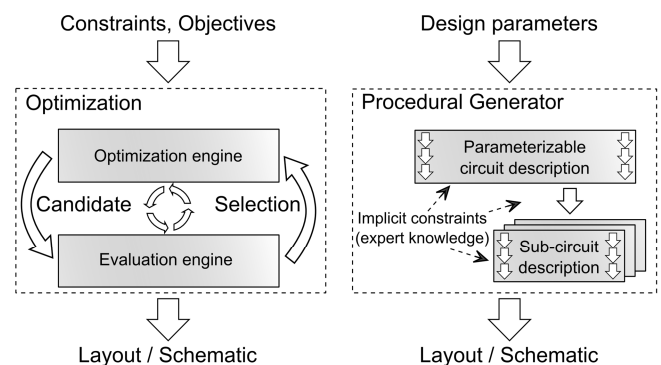 Constraints, Objectives
Optimization
Optimization engine
Candidate
Selection
Evaluation engine
Layout / Schematic
Design parameters
Procedural Generator
Parameterizable
circuit description
Implicit constraints
(expert knowledge)
Sub-circuit
description
Layout / Schematic